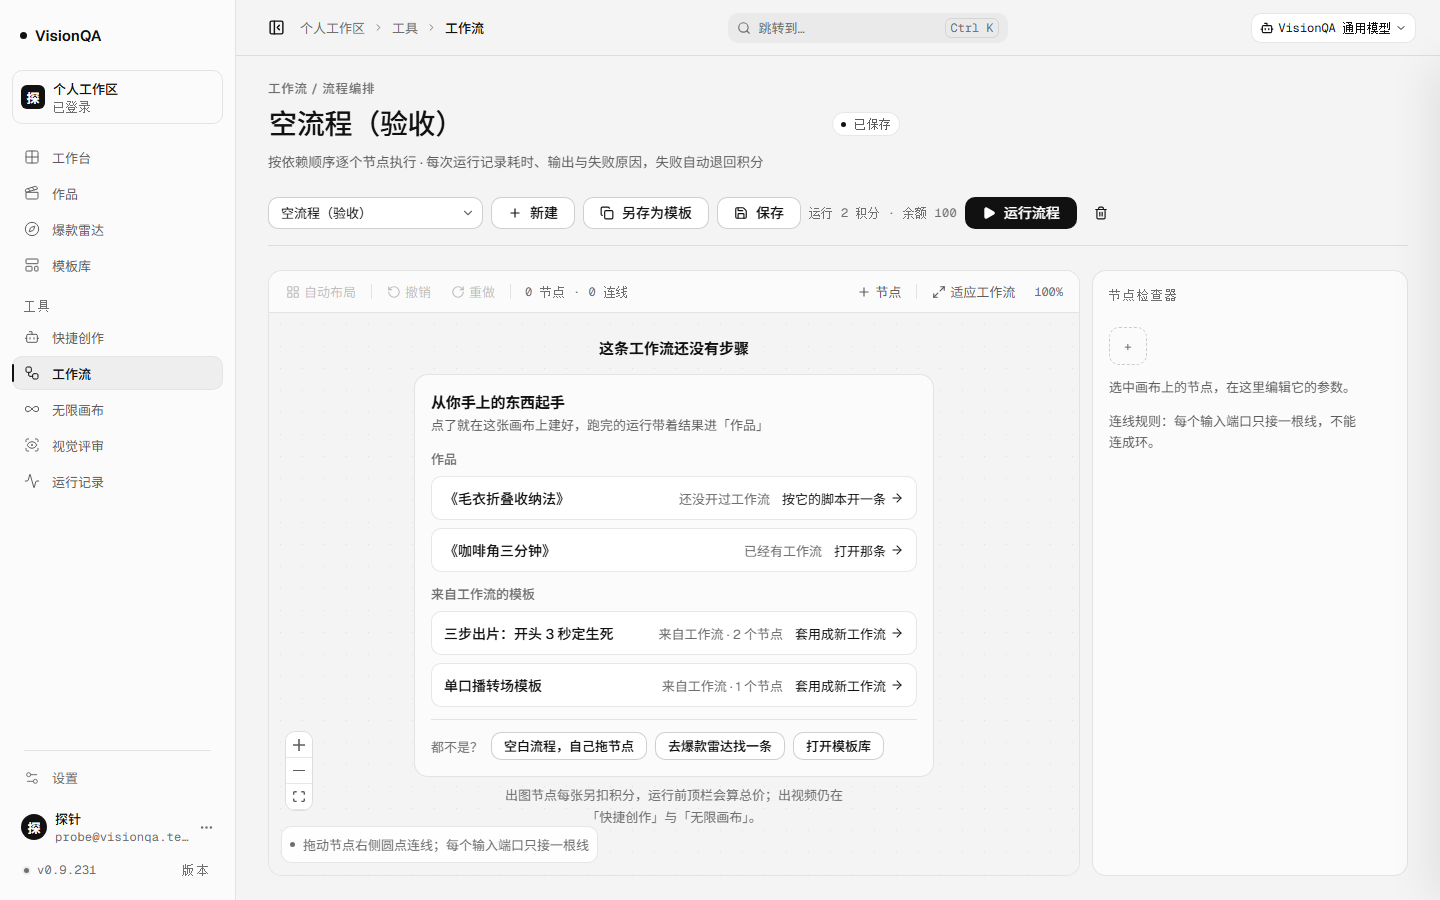 VisionQA
探
个人工作区
已登录
工作台
作品
爆款雷达
模板库
工具
快捷创作
工作流
无限画布
视觉评审
运行记录
设置
探
探针
probe@visionqa.te…
v0.9.231
版本
个人工作区 > 工具 > 工作流
跳转到…
Ctrl K
VisionQA 通用模型
工作流 / 流程编排
空流程（验收）
已保存
按依赖顺序逐个节点执行 · 每次运行记录耗时、输出与失败原因，失败自动退回积分
空流程（验收）
新建
另存为模板
保存
运行 2 积分 · 余额 100
运行流程
自动布局
撤销
重做
0 节点 · 0 连线
节点
适应工作流
100%
这条工作流还没有步骤
从你手上的东西起手
点了就在这张画布上建好，跑完的运行带着结果进「作品」
作品
《毛衣折叠收纳法》 还没开过工作流 按它的脚本开一条
《咖啡角三分钟》 已经有工作流 打开那条
来自工作流的模板
三步出片：开头 3 秒定生死 来自工作流 · 2 个节点 套用成新工作流
单口播转场模板 来自工作流 · 1 个节点 套用成新工作流
都不是？ 空白流程，自己拖节点 去爆款雷达找一条 打开模板库
出图节点每张另扣积分，运行前顶栏会算总价；出视频仍在
「快捷创作」与「无限画布」。
拖动节点右侧圆点连线；每个输入端口只接一根线
节点检查器
选中画布上的节点，在这里编辑它的参数。
连线规则：每个输入端口只接一根线，不能
连成环。